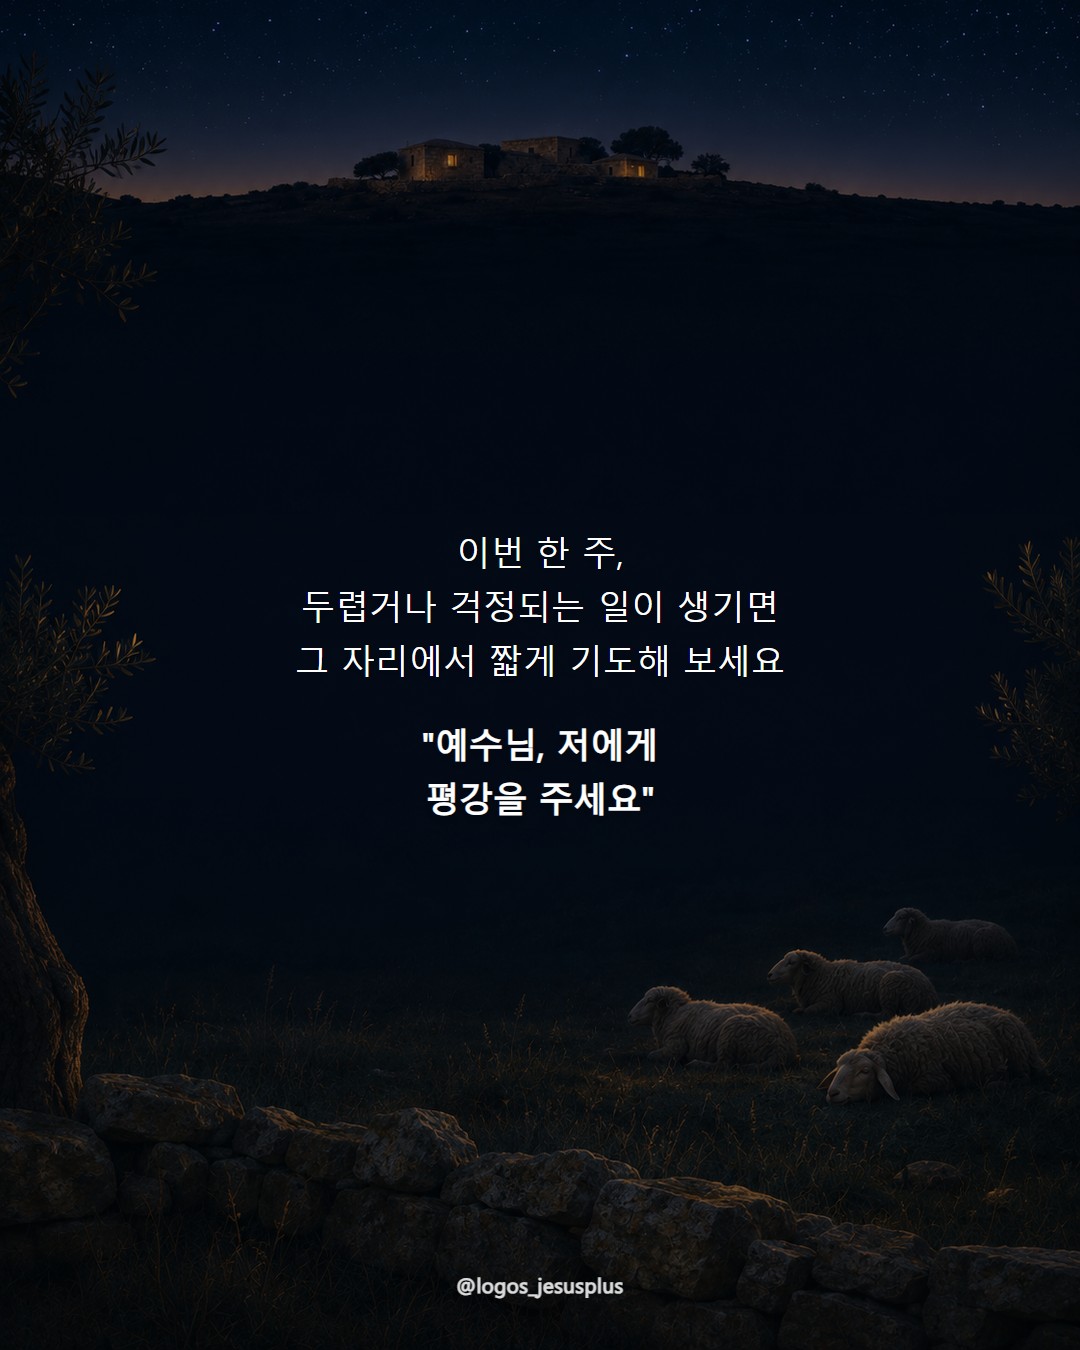 이번 한 주,
두렵거나 걱정되는 일이 생기면
그 자리에서 짧게 기도해 보세요
"예수님, 저에게
평강을 주세요"
@logos_jesusplus